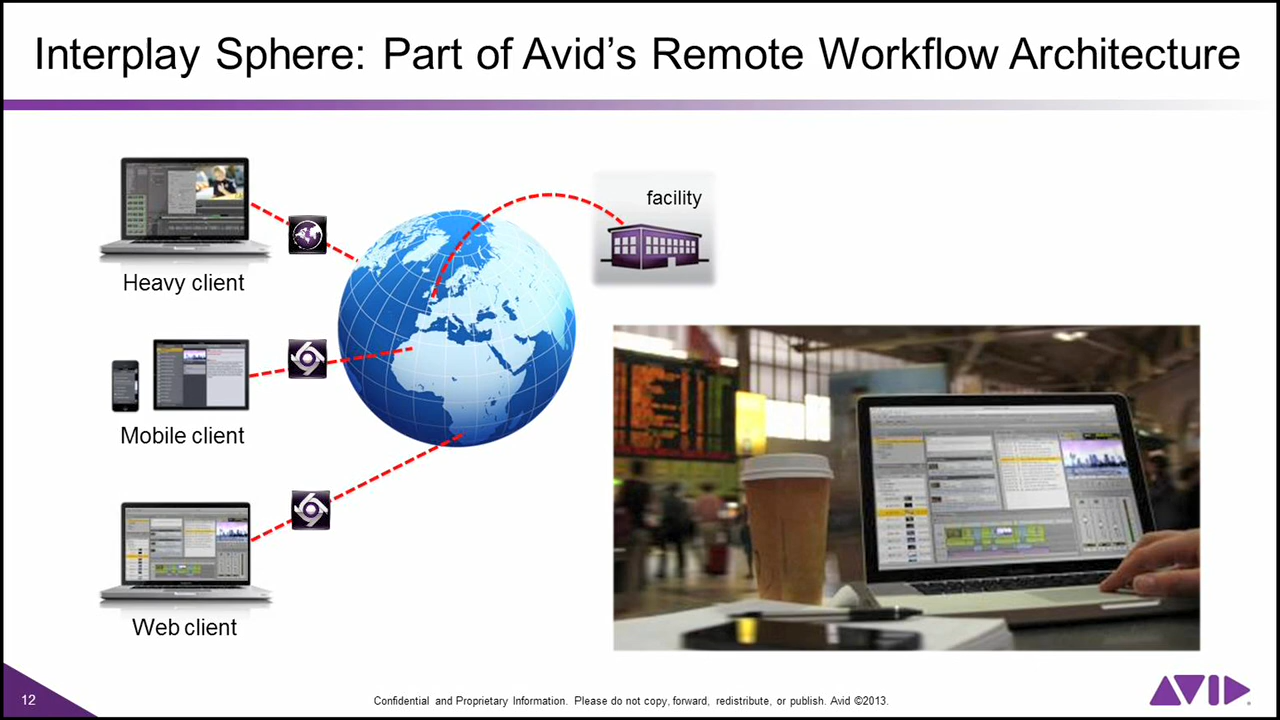 Interplay Sphere: Part of Avid’s Remote Workflow Architecture
facility
Heavy client
Mobile client
Web client
12
Confidential and Proprietary Information. Please do not copy, forward, redistribute, or publish. Avid ©2013.
AVID